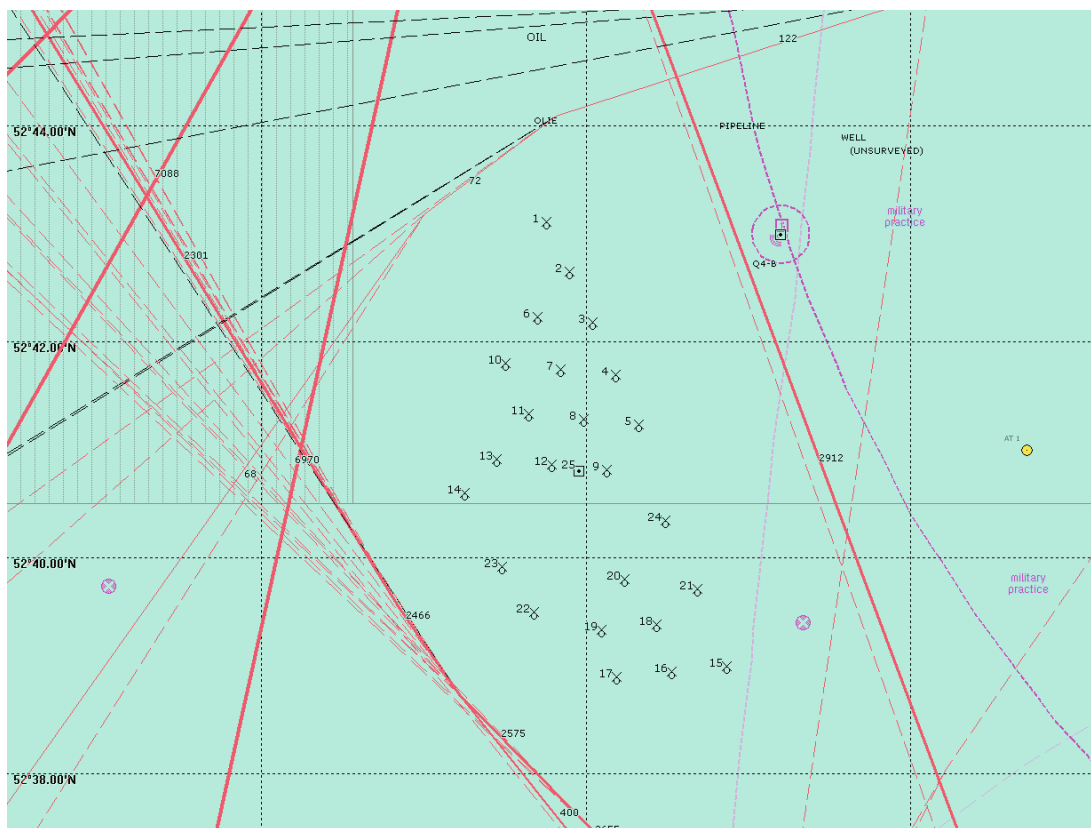 OIL
122
52°44.00'N
OLIE
PIPELINE
WELL
(UNSURVEYED)
7088
72
military
practice
1
2301
2
Q4-B
6
3
52°42.00'N
10
7
4
11
8
5
AT 1
13
6970
12
25
9
2912
68
14
24
52°40.00'N
23
20
21
military
practice
22
2466
19
18
17
16
15
2575
52°38.00'N
400